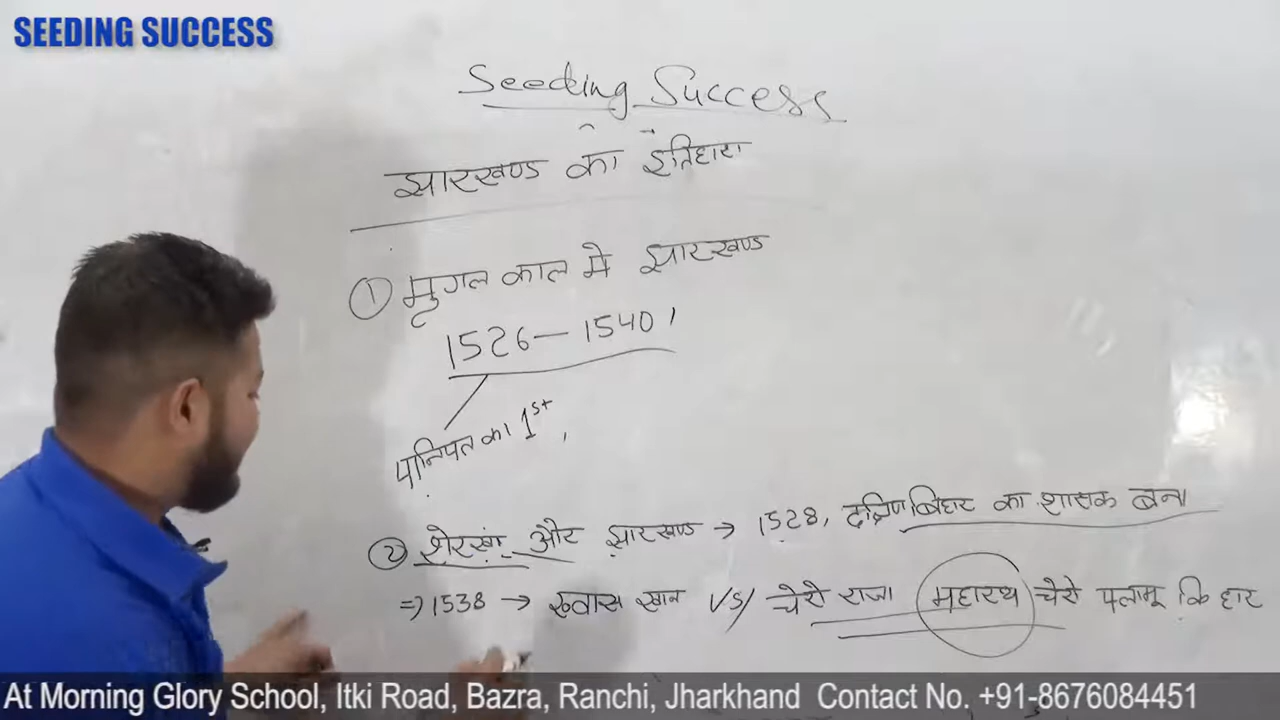 SEEDING SUCCESS
Seeding Success
झारखण्ड का इतिहास
① मुगल काल मे झारखण्ड
1526 — 1540
पानिपत का 1st,
② शेरखां और झारखण्ड → 1528, दक्षिण बिहार का शासक बना
⇒ 1538 → ख्वास खान V/S/ चेरो राजा महारथ चेरो पलामू कि हार
At Morning Glory School, Itki Road, Bazra, Ranchi, Jharkhand Contact No. +91-8676084451